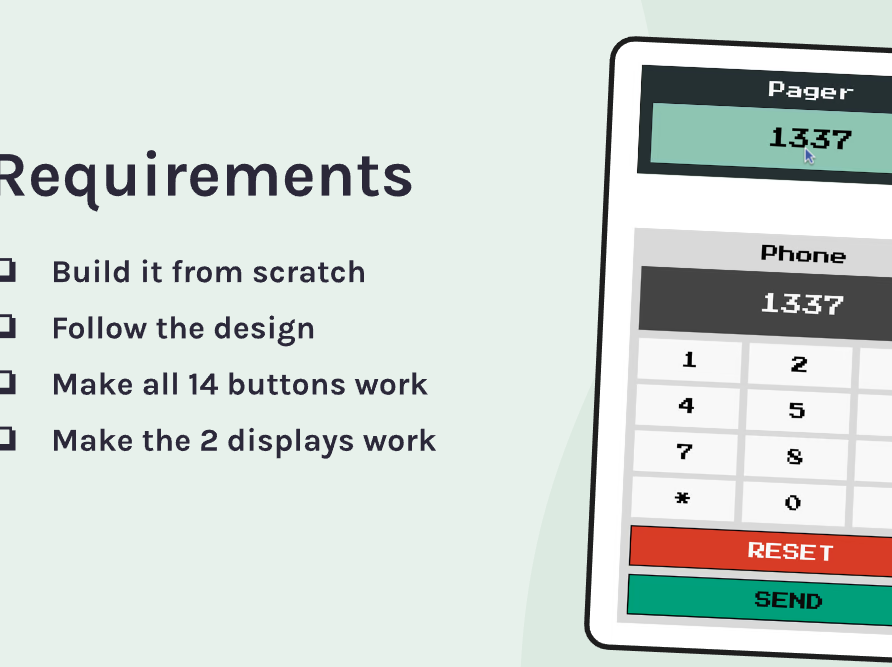 Requirements
Build it from scratch
Follow the design
Make all 14 buttons work
Make the 2 displays work
Pager
1337
Phone
1337
1 2
4 5
7 8
* 0
RESET
SEND